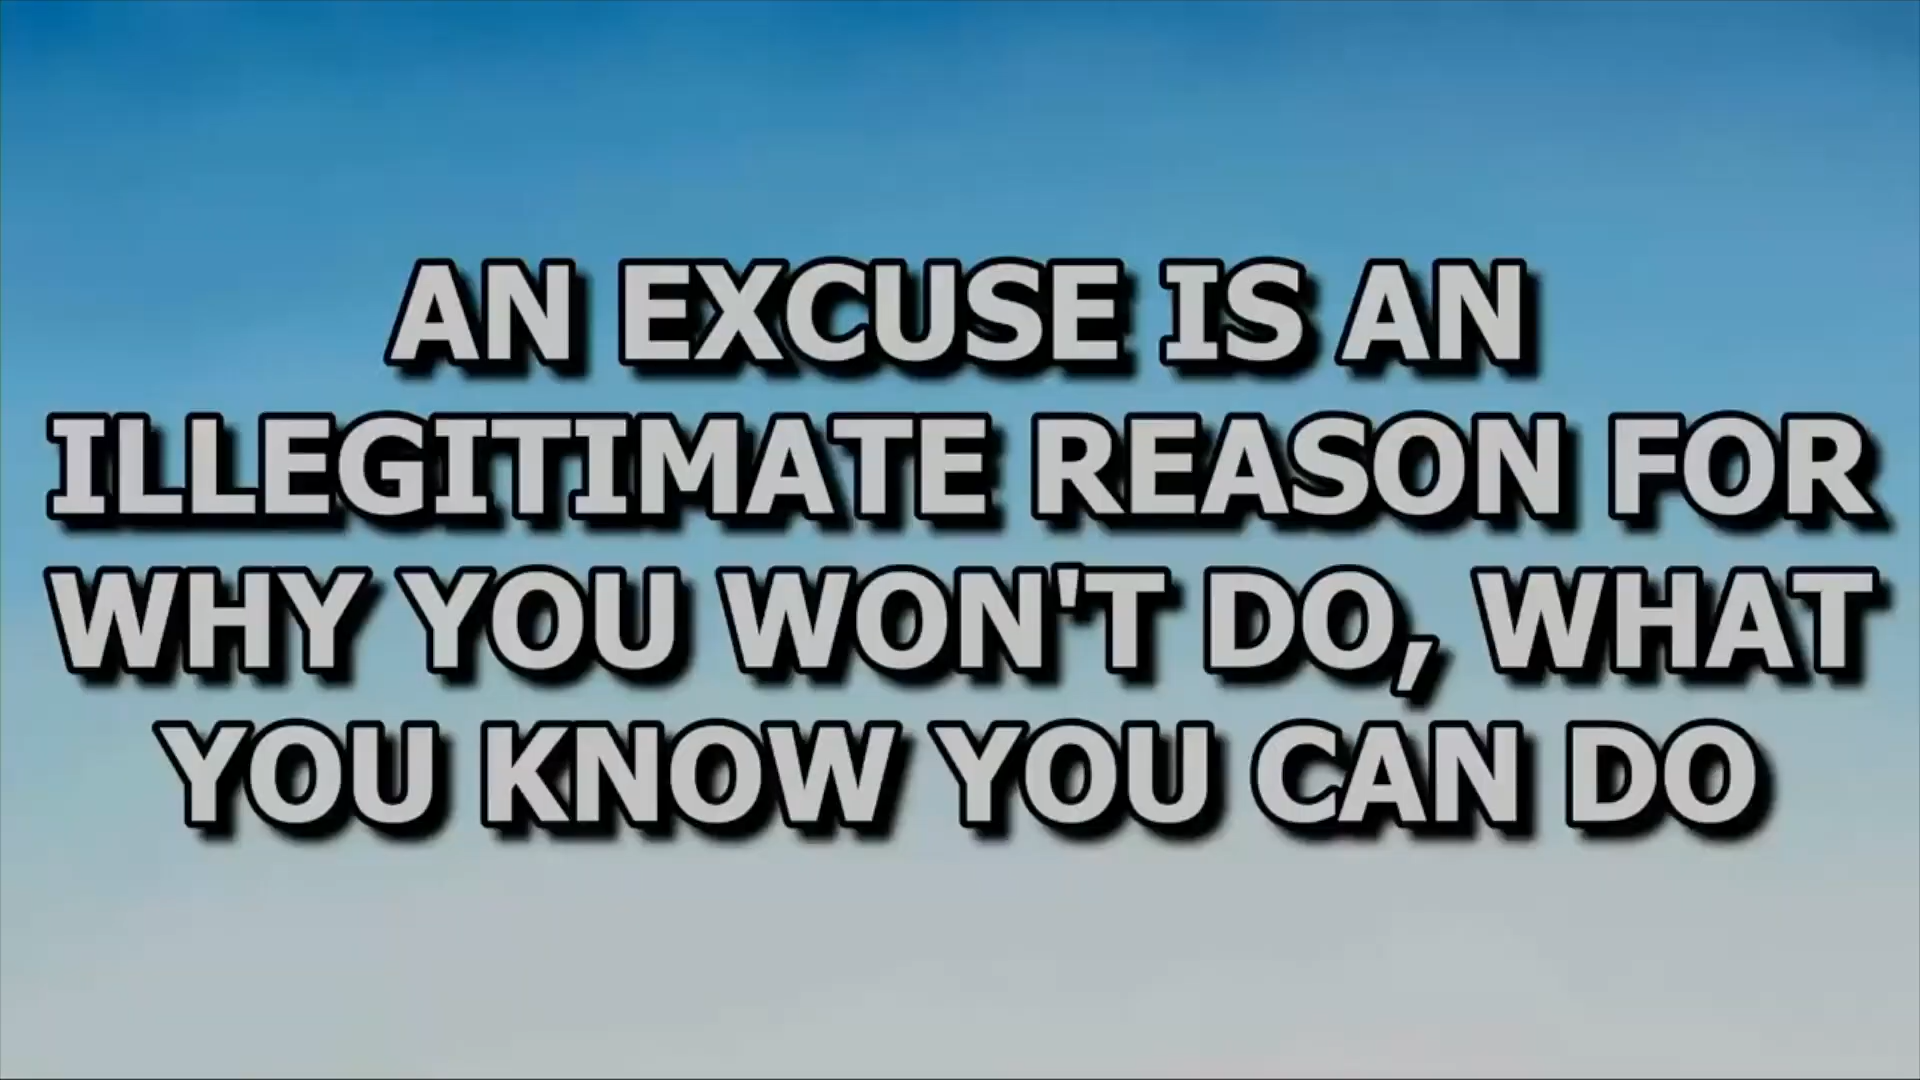 AN EXCUSE IS AN
ILLEGITIMATE REASON FOR
WHY YOU WON'T DO, WHAT
YOU KNOW YOU CAN DO